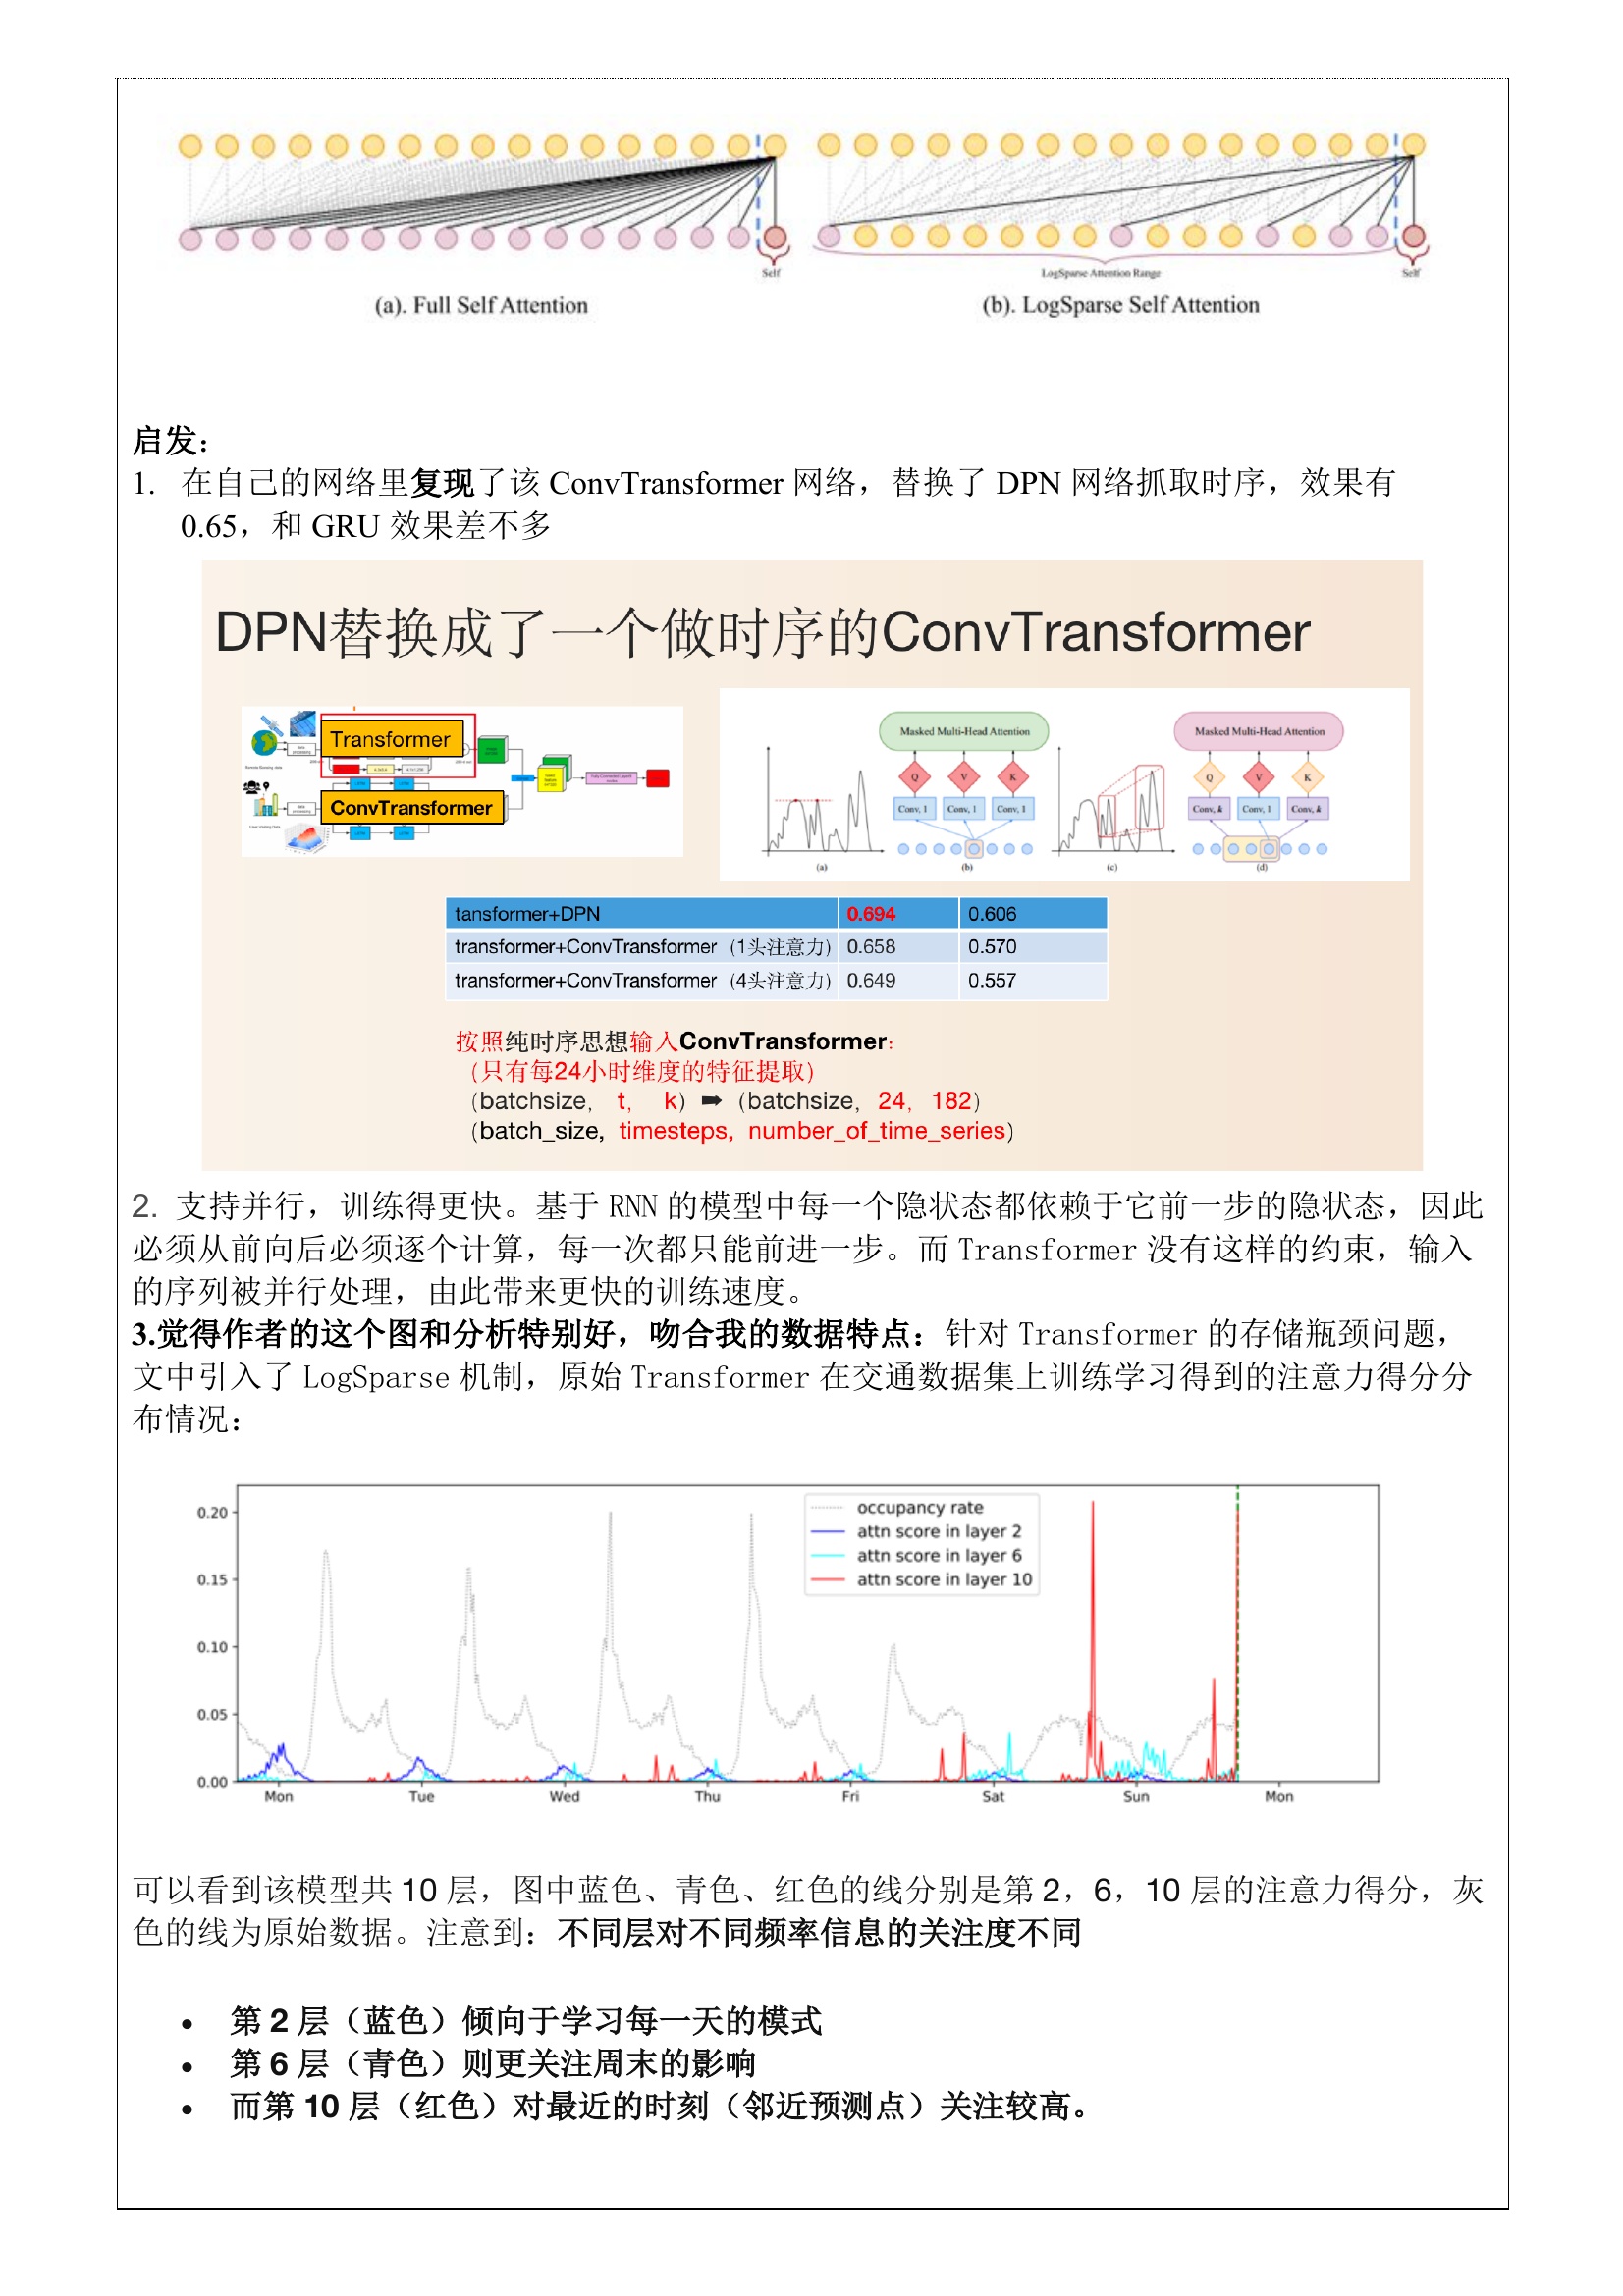 Self
LogSparse Attention Range
Self
(a). Full Self Attention
(b). LogSparse Self Attention
启发：
1. 在自己的网络里复现了该 ConvTransformer 网络，替换了 DPN 网络抓取时序，效果有
0.65，和 GRU 效果差不多
DPN替换成了一个做时序的ConvTransformer
Transformer
ConvTransformer
Masked Multi-Head Attention
Masked Multi-Head Attention
Q V K
Q V K
Conv, 1 Conv, 1 Conv, 1
Conv, k Conv, 1 Conv, k
(a) (b) (c) (d)
tansformer+DPN 0.694 0.606
transformer+ConvTransformer（1头注意力） 0.658 0.570
transformer+ConvTransformer（4头注意力） 0.649 0.557
按照纯时序思想输入ConvTransformer：
（只有每24小时维度的特征提取）
（batchsize， t， k）➡（batchsize，24，182）
（batch_size, timesteps, number_of_time_series）
2. 支持并行，训练得更快。基于 RNN 的模型中每一个隐状态都依赖于它前一步的隐状态，因此
必须从前向后必须逐个计算，每一次都只能前进一步。而 Transformer 没有这样的约束，输入
的序列被并行处理，由此带来更快的训练速度。
3.觉得作者的这个图和分析特别好，吻合我的数据特点：针对 Transformer 的存储瓶颈问题，
文中引入了 LogSparse 机制，原始 Transformer 在交通数据集上训练学习得到的注意力得分分
布情况：
occupancy rate
attn score in layer 2
attn score in layer 6
attn score in layer 10
0.20
0.15
0.10
0.05
0.00
Mon Tue Wed Thu Fri Sat Sun Mon
可以看到该模型共 10 层，图中蓝色、青色、红色的线分别是第 2，6，10 层的注意力得分，灰
色的线为原始数据。注意到：不同层对不同频率信息的关注度不同
• 第 2 层（蓝色）倾向于学习每一天的模式
• 第 6 层（青色）则更关注周末的影响
• 而第 10 层（红色）对最近的时刻（邻近预测点）关注较高。